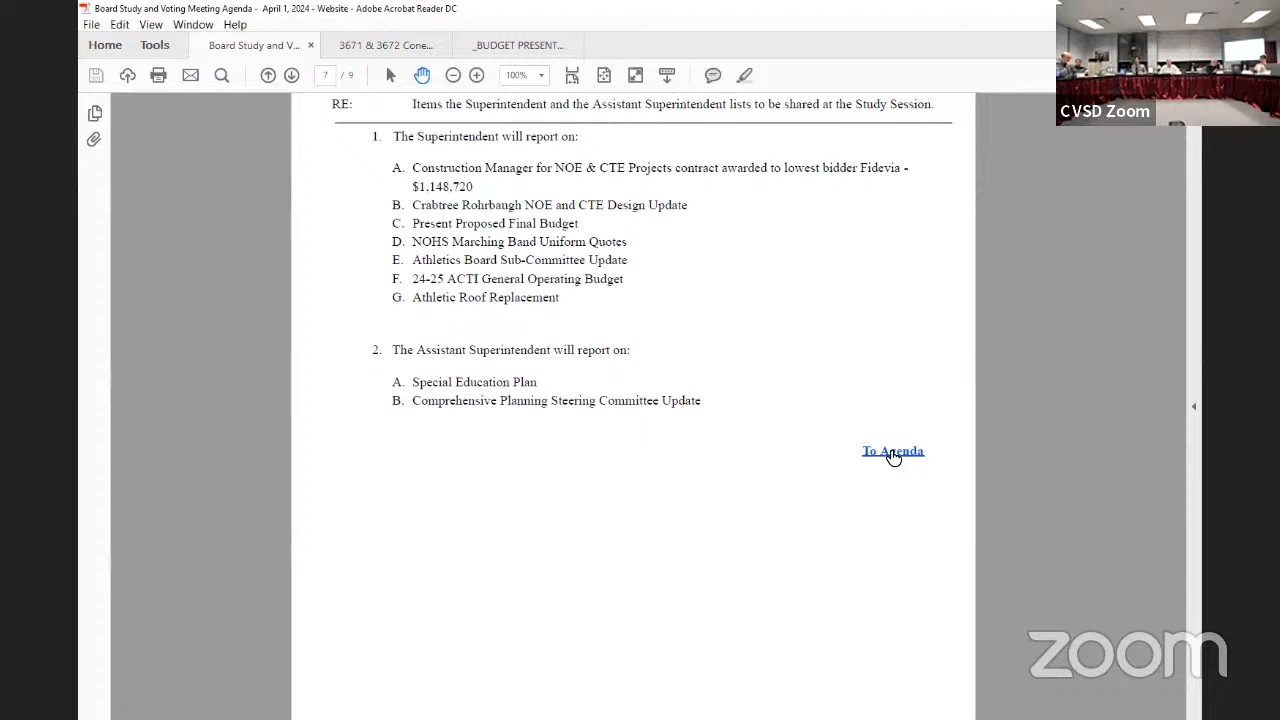 Board Study and Voting Meeting Agenda - April 1, 2024 - Website - Adobe Acrobat Reader DC
File Edit View Window Help
Home Tools Board Study and V... × 3671 & 3672 Cone... _BUDGET PRESENT...
7 / 9 100%
CVSD Zoom
RE: Items the Superintendent and the Assistant Superintendent lists to be shared at the Study Session.
1. The Superintendent will report on:
A. Construction Manager for NOE & CTE Projects contract awarded to lowest bidder Fidevia -
$1,148,720
B. Crabtree Rohrbaugh NOE and CTE Design Update
C. Present Proposed Final Budget
D. NOHS Marching Band Uniform Quotes
E. Athletics Board Sub-Committee Update
F. 24-25 ACTI General Operating Budget
G. Athletic Roof Replacement
2. The Assistant Superintendent will report on:
A. Special Education Plan
B. Comprehensive Planning Steering Committee Update
To Agenda
zoom